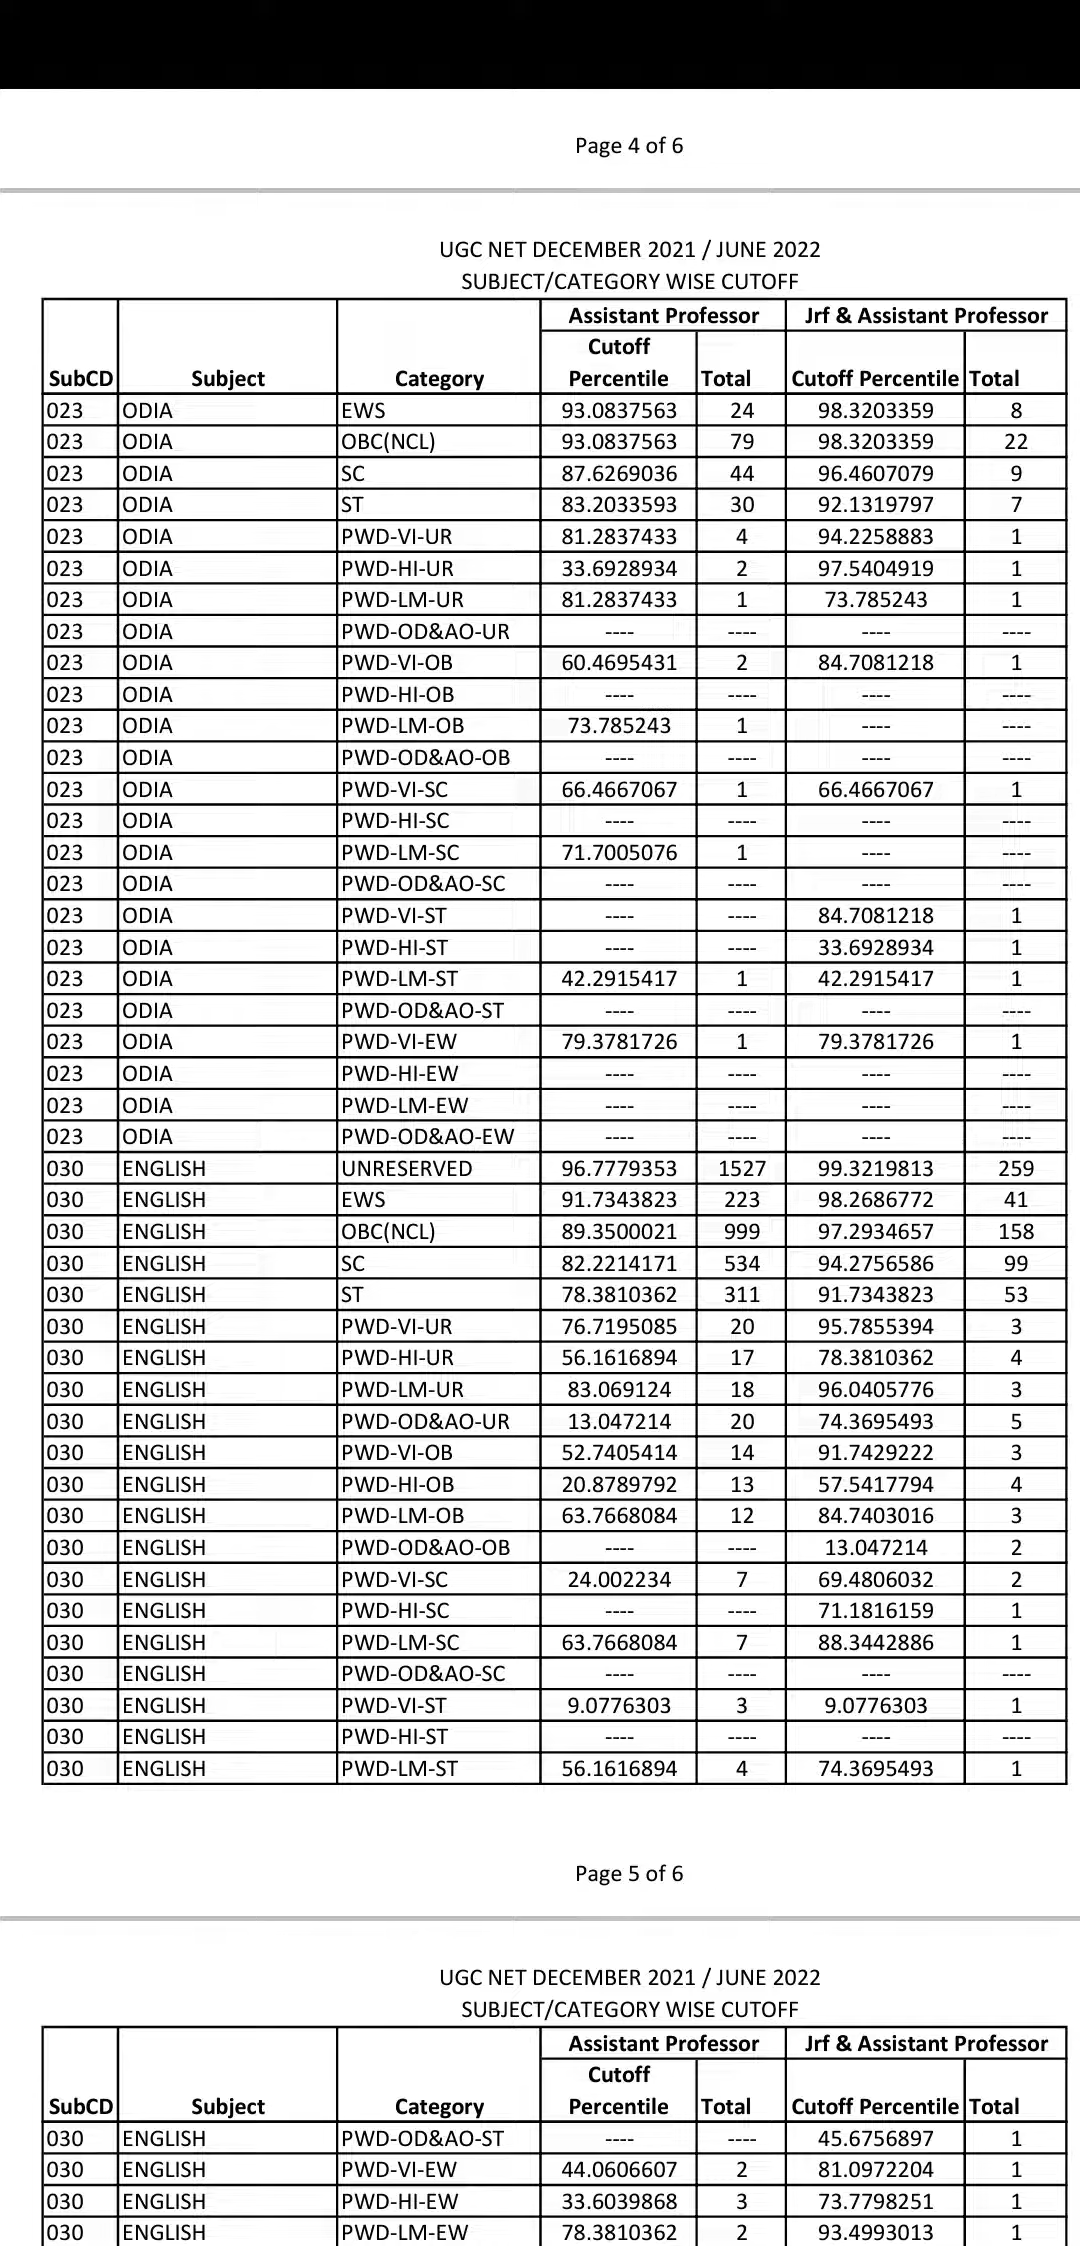 Page 4 of 6
UGC NET DECEMBER 2021 / JUNE 2022
SUBJECT/CATEGORY WISE CUTOFF
Assistant Professor Jrf & Assistant Professor
Cutoff
SubCD Subject Category Percentile Total Cutoff Percentile Total
023 ODIA EWS 93.0837563 24 98.3203359 8
023 ODIA OBC(NCL) 93.0837563 79 98.3203359 22
023 ODIA SC 87.6269036 44 96.4607079 9
023 ODIA ST 83.2033593 30 92.1319797 7
023 ODIA PWD-VI-UR 81.2837433 4 94.2258883 1
023 ODIA PWD-HI-UR 33.6928934 2 97.5404919 1
023 ODIA PWD-LM-UR 81.2837433 1 73.785243 1
023 ODIA PWD-OD&AO-UR ---- ---- ---- ----
023 ODIA PWD-VI-OB 60.4695431 2 84.7081218 1
023 ODIA PWD-HI-OB ---- ---- ---- ----
023 ODIA PWD-LM-OB 73.785243 1 ---- ----
023 ODIA PWD-OD&AO-OB ---- ---- ---- ----
023 ODIA PWD-VI-SC 66.4667067 1 66.4667067 1
023 ODIA PWD-HI-SC ---- ---- ---- ----
023 ODIA PWD-LM-SC 71.7005076 1 ---- ----
023 ODIA PWD-OD&AO-SC ---- ---- ---- ----
023 ODIA PWD-VI-ST ---- ---- 84.7081218 1
023 ODIA PWD-HI-ST ---- ---- 33.6928934 1
023 ODIA PWD-LM-ST 42.2915417 1 42.2915417 1
023 ODIA PWD-OD&AO-ST ---- ---- ---- ----
023 ODIA PWD-VI-EW 79.3781726 1 79.3781726 1
023 ODIA PWD-HI-EW ---- ---- ---- ----
023 ODIA PWD-LM-EW ---- ---- ---- ----
023 ODIA PWD-OD&AO-EW ---- ---- ---- ----
030 ENGLISH UNRESERVED 96.7779353 1527 99.3219813 259
030 ENGLISH EWS 91.7343823 223 98.2686772 41
030 ENGLISH OBC(NCL) 89.3500021 999 97.2934657 158
030 ENGLISH SC 82.2214171 534 94.2756586 99
030 ENGLISH ST 78.3810362 311 91.7343823 53
030 ENGLISH PWD-VI-UR 76.7195085 20 95.7855394 3
030 ENGLISH PWD-HI-UR 56.1616894 17 78.3810362 4
030 ENGLISH PWD-LM-UR 83.069124 18 96.0405776 3
030 ENGLISH PWD-OD&AO-UR 13.047214 20 74.3695493 5
030 ENGLISH PWD-VI-OB 52.7405414 14 91.7429222 3
030 ENGLISH PWD-HI-OB 20.8789792 13 57.5417794 4
030 ENGLISH PWD-LM-OB 63.7668084 12 84.7403016 3
030 ENGLISH PWD-OD&AO-OB ---- ---- 13.047214 2
030 ENGLISH PWD-VI-SC 24.002234 7 69.4806032 2
030 ENGLISH PWD-HI-SC ---- ---- 71.1816159 1
030 ENGLISH PWD-LM-SC 63.7668084 7 88.3442886 1
030 ENGLISH PWD-OD&AO-SC ---- ---- ---- ----
030 ENGLISH PWD-VI-ST 9.0776303 3 9.0776303 1
030 ENGLISH PWD-HI-ST ---- ---- ---- ----
030 ENGLISH PWD-LM-ST 56.1616894 4 74.3695493 1
Page 5 of 6
UGC NET DECEMBER 2021 / JUNE 2022
SUBJECT/CATEGORY WISE CUTOFF
Assistant Professor Jrf & Assistant Professor
Cutoff
SubCD Subject Category Percentile Total Cutoff Percentile Total
030 ENGLISH PWD-OD&AO-ST ---- ---- 45.6756897 1
030 ENGLISH PWD-VI-EW 44.0606607 2 81.0972204 1
030 ENGLISH PWD-HI-EW 33.6039868 3 73.7798251 1
030 ENGLISH PWD-LM-EW 78.3810362 2 93.4993013 1